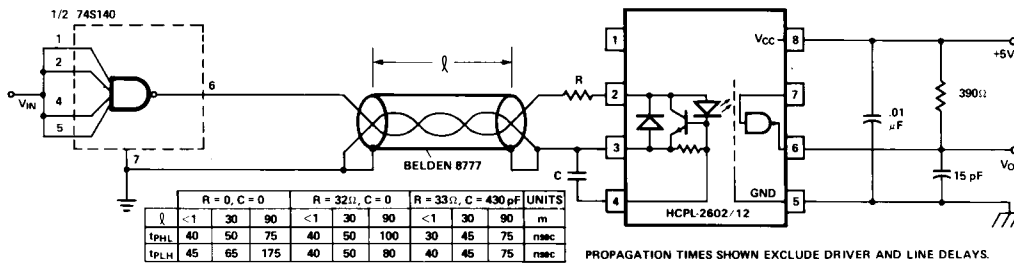 1/2 74S140
1
2
4
5
6
7
VIN
ℓ
BELDEN 8777
R
C
1
2
3
4
8
7
6
5
VCC
GND
HCPL-2602/12
.01 µF
390Ω
15 pF
+5V
VO
R = 0, C = 0 R = 32Ω, C = 0 R = 33Ω, C = 430 pF UNITS
ℓ <1 30 90 <1 30 90 <1 30 90 m
tPHL 40 50 75 40 50 100 30 45 75 nsec
tPLH 45 65 175 40 50 80 40 45 75 nsec
PROPAGATION TIMES SHOWN EXCLUDE DRIVER AND LINE DELAYS.